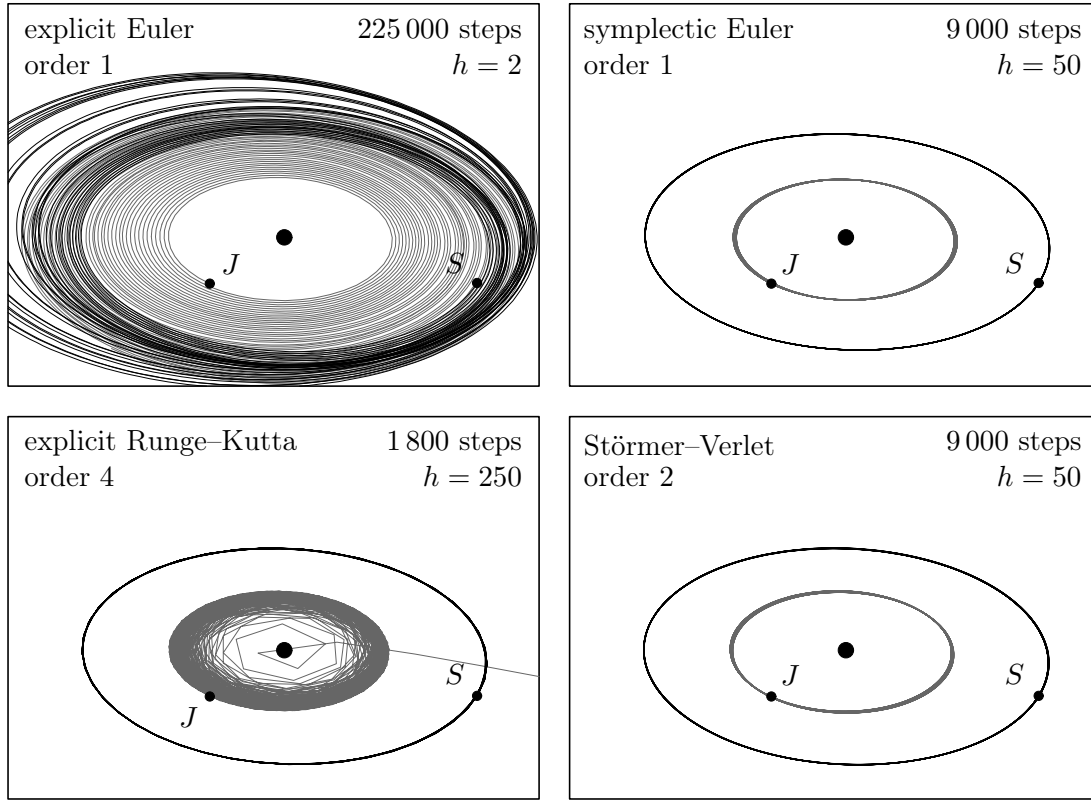 explicit Euler 225 000 steps
order 1 h = 2
J S
symplectic Euler 9 000 steps
order 1 h = 50
J S
explicit Runge–Kutta 1 800 steps
order 4 h = 250
S
J
Störmer–Verlet 9 000 steps
order 2 h = 50
J S